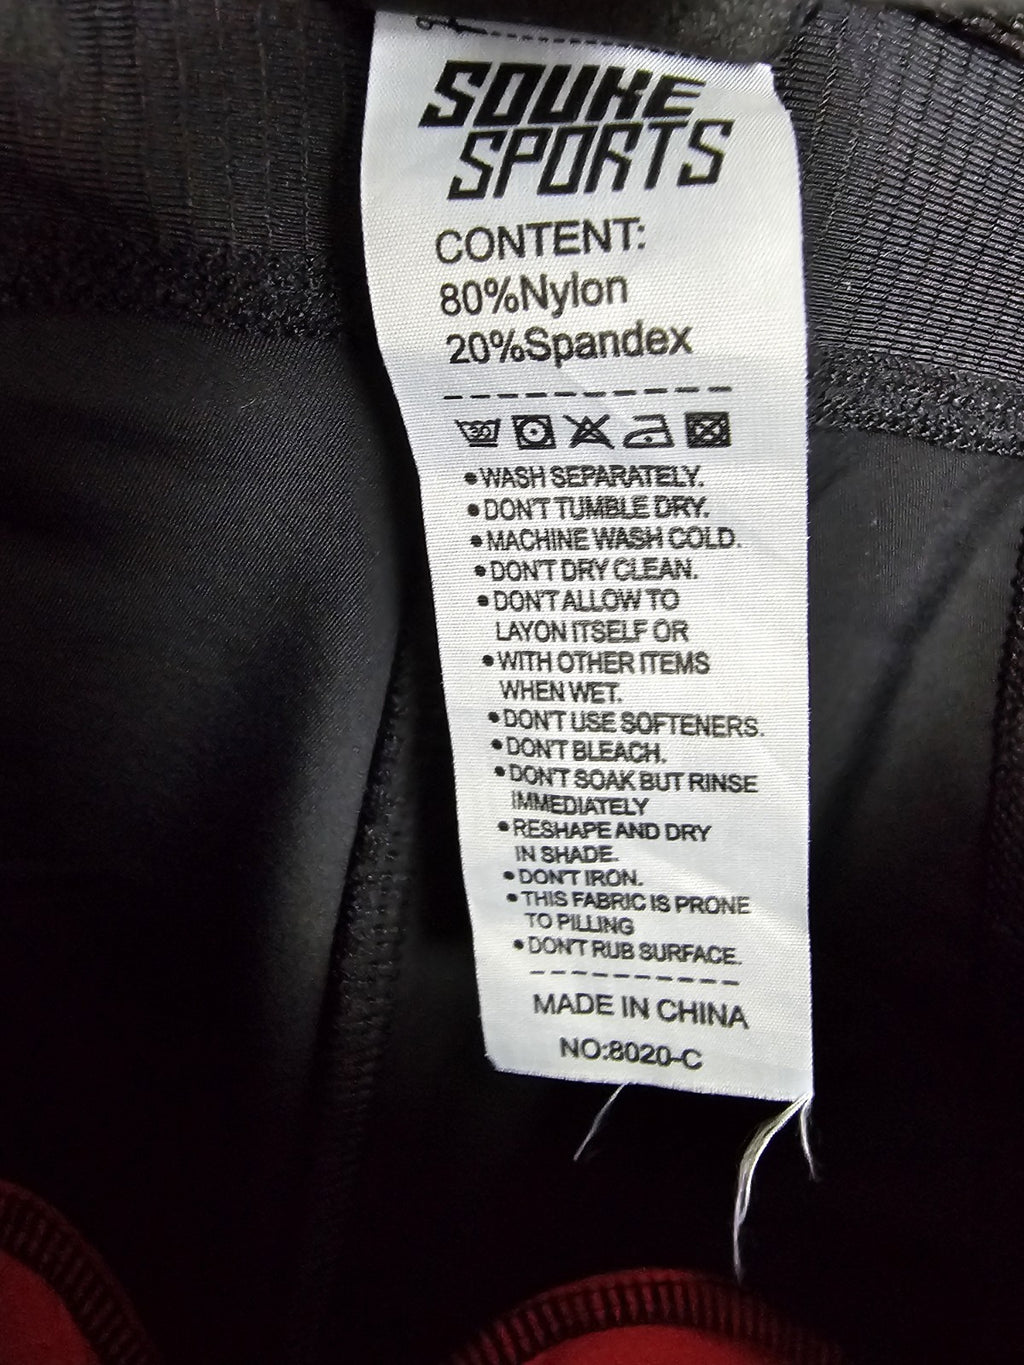 SOUKE
SPORTS
CONTENT:
80%Nylon
20%Spandex
30
•WASH SEPARATELY.
•DON'T TUMBLE DRY.
•MACHINE WASH COLD.
•DON'T DRY CLEAN.
•DON'T ALLOW TO
LAYON ITSELF OR
•WITH OTHER ITEMS
WHEN WET.
•DON'T USE SOFTENERS.
•DON'T BLEACH.
•DON'T SOAK BUT RINSE
IMMEDIATELY
•RESHAPE AND DRY
IN SHADE.
•DON'T IRON.
•THIS FABRIC IS PRONE
TO PILLING
•DON'T RUB SURFACE.
MADE IN CHINA
NO:8020-C